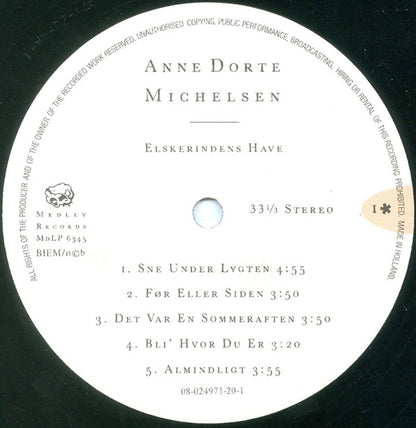 ALL RIGHTS OF THE PRODUCER AND OF THE OWNER OF THE RECORDED WORK RESERVED. UNAUTHORISED COPYING, PUBLIC PERFORMANCE, BROADCASTING, HIRING OR RENTAL OF THIS RECORDING PROHIBITED. MADE IN HOLLAND.
ANNE DORTE
MICHELSEN
ELSKERINDENS HAVE
MEDLEY
RECORDS
MDLP 6345
BIEM/n©b
33⅓ STEREO
1*
1. SNE UNDER LYGTEN 4:55
2. FØR ELLER SIDEN 3:50
3. DET VAR EN SOMMERAFTEN 3:50
4. BLI' HVOR DU ER 3:20
5. ALMINDLIGT 3:55
08-024971-20-1